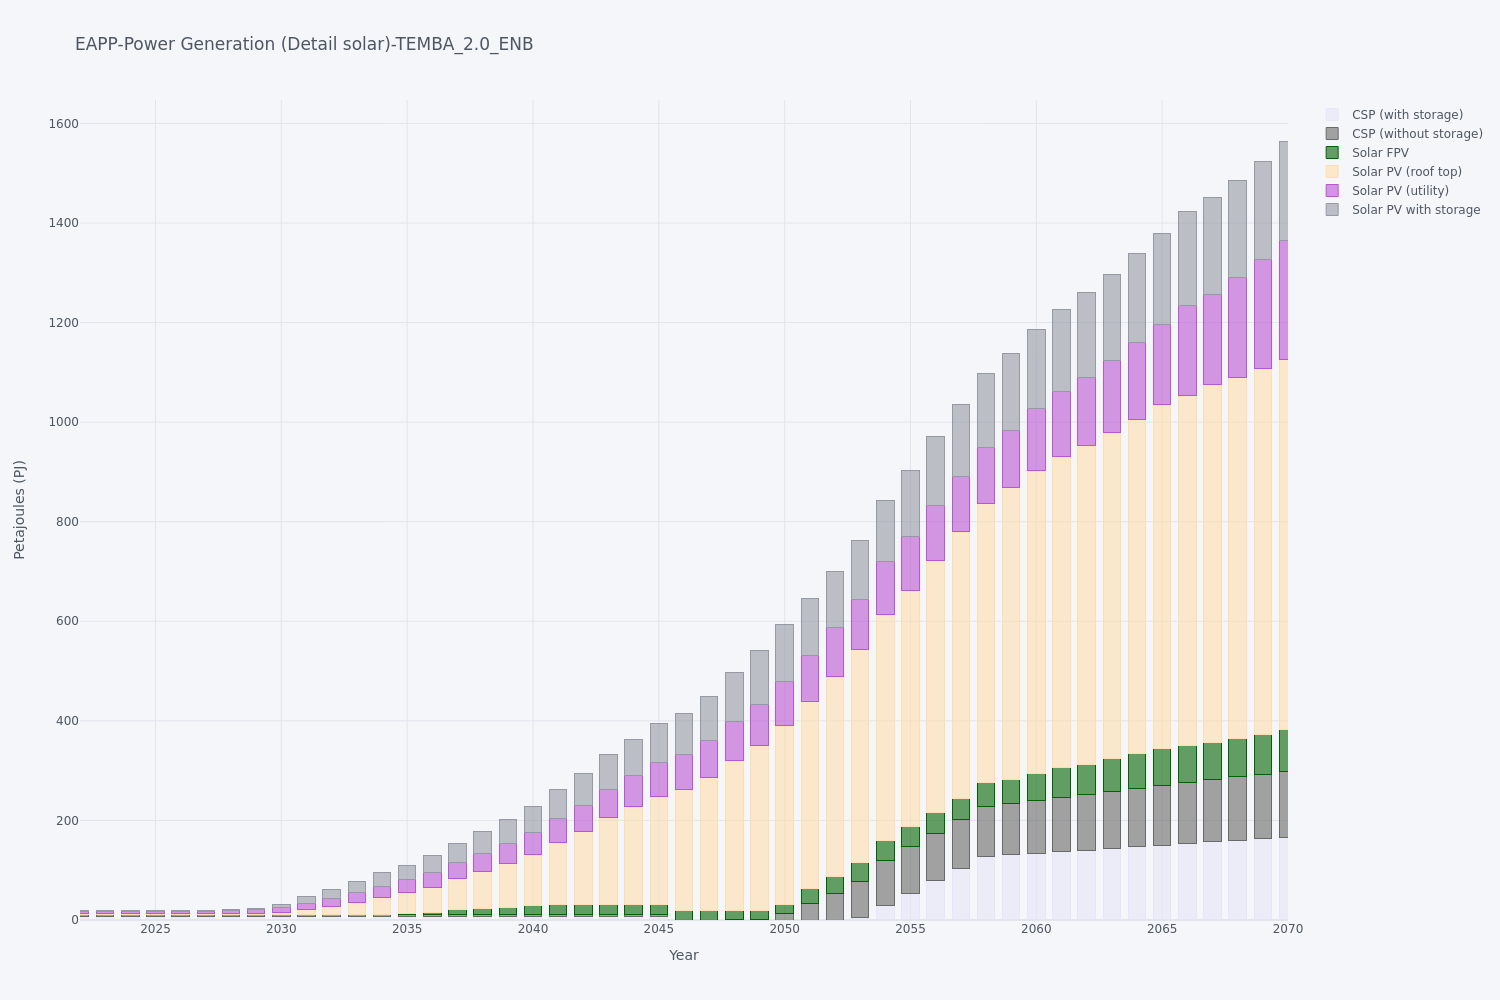 EAPP-Power Generation (Detail solar)-TEMBA_2.0_ENB
CSP (with storage)
CSP (without storage)
Solar FPV
Solar PV (roof top)
Solar PV (utility)
Solar PV with storage
Petajoules (PJ)
1600
1400
1200
1000
800
600
400
200
0
2025 2030 2035 2040 2045 2050 2055 2060 2065 2070
Year